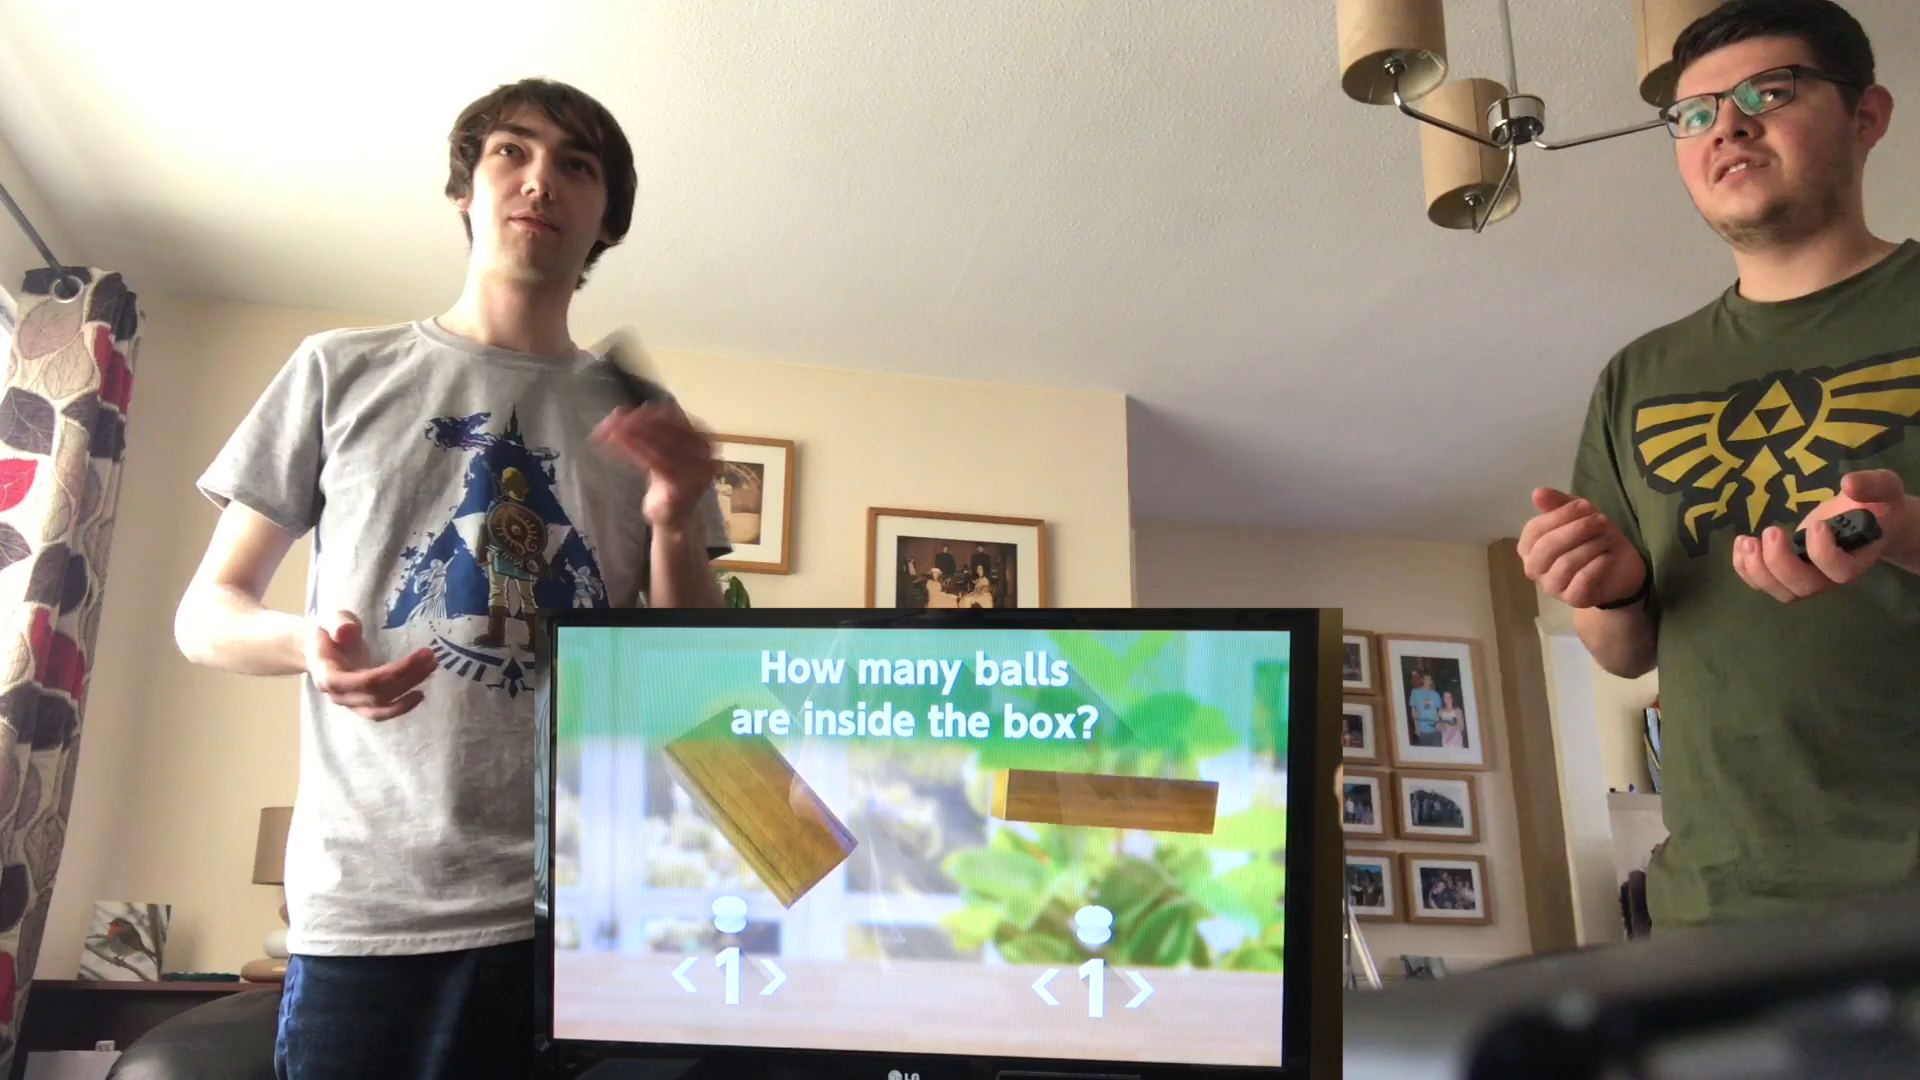 How many balls
are inside the box?
< 1 >
< 1 >
LG